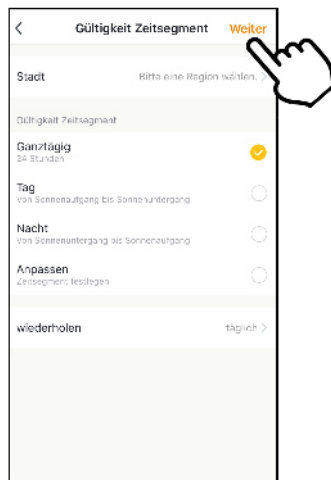 Gültigkeit Zeitsegment Weiter
Stadt Bitte eine Region wählen.
Gültigkeit Zeitsegment
Ganztägig
24 Stunden
Tag
Von Sonnenaufgang bis Sonnenuntergang
Nacht
Von Sonnenuntergang bis Sonnenaufgang
Anpassen
Zeitsegment festlegen
wiederholen täglich